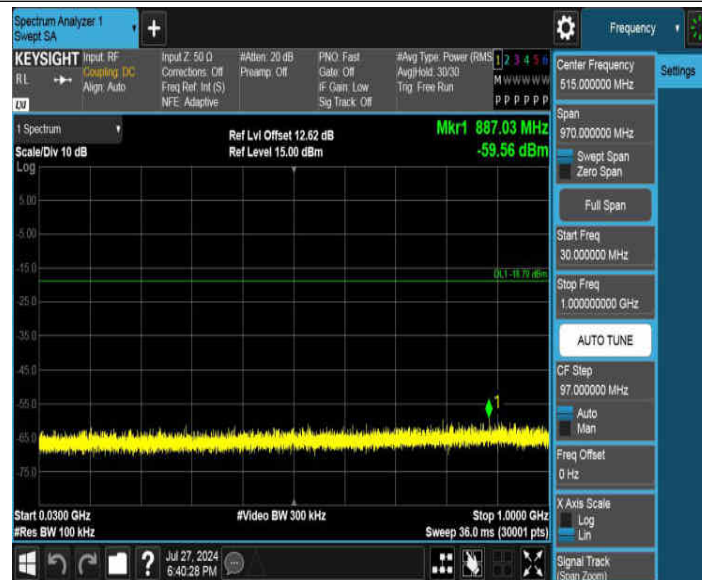 Spectrum Analyzer 1
Swept SA
+
Frequency
KEYSIGHT
RL
LXI
Input: RF
Coupling: DC
Align: Auto
Input Z: 50 Ω
Corrections: Off
Freq Ref: Int (S)
NFE: Adaptive
#Atten: 20 dB
Preamp: Off
PNO: Fast
Gate: Off
IF Gain: Low
Sig Track: Off
#Avg Type: Power (RMS
Avg|Hold: 30/30
Trig: Free Run
1 2 3 4 5 6
M W W W W W
P P P P P P
Center Frequency
515.000000 MHz
Settings
Span
970.000000 MHz
Swept Span
Zero Span
Full Span
Start Freq
30.000000 MHz
Stop Freq
1.000000000 GHz
AUTO TUNE
CF Step
97.000000 MHz
Auto
Man
Freq Offset
0 Hz
X Axis Scale
Log
Lin
Signal Track
(Span Zoom)
1 Spectrum
Scale/Div 10 dB
Ref Lvl Offset 12.62 dB
Ref Level 15.00 dBm
Mkr1 887.03 MHz
-59.56 dBm
Log
5.00
-5.00
-15.0
DL1 -18.79 dBm
-25.0
-35.0
-45.0
-55.0
1
-65.0
-75.0
Start 0.0300 GHz
#Video BW 300 kHz
Stop 1.0000 GHz
#Res BW 100 kHz
Sweep 36.0 ms (30001 pts)
?
Jul 27, 2024
6:40:28 PM